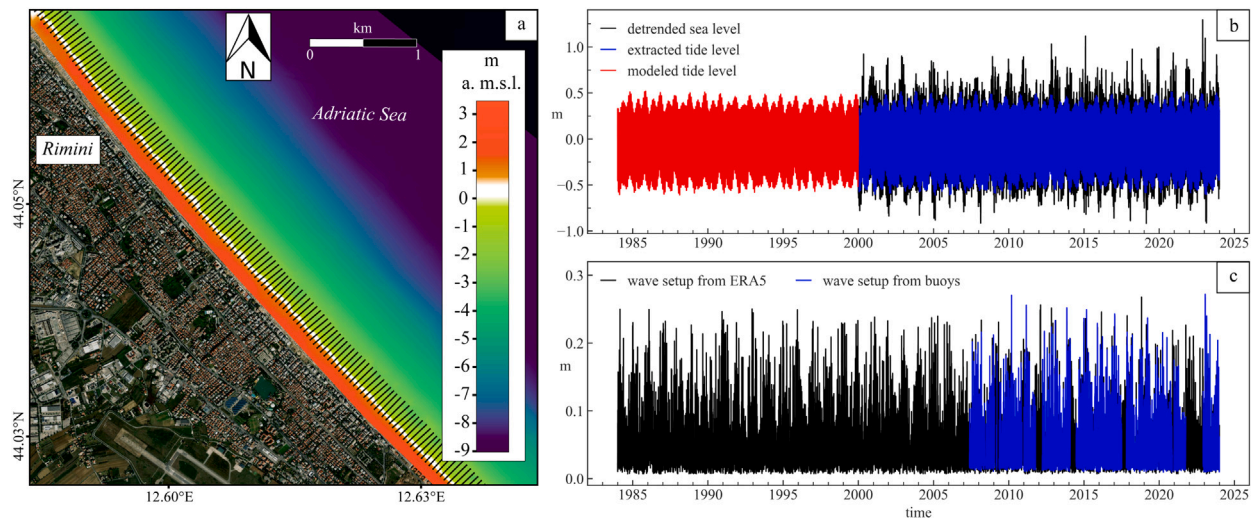 a
km
0
1
N
m
a. m.s.l.
Adriatic Sea
Rimini
3
2
1
0
-1
-2
-3
-4
-5
-6
-7
-8
-9
44.05°N
44.03°N
12.60°E
12.63°E
b
detrended sea level
extracted tide level
modeled tide level
1.0
0.5
m
0.0
−0.5
−1.0
1985 1990 1995 2000 2005 2010 2015 2020 2025
c
wave setup from ERA5 wave setup from buoys
0.3
0.2
m
0.1
0.0
1985 1990 1995 2000 2005 2010 2015 2020 2025
time